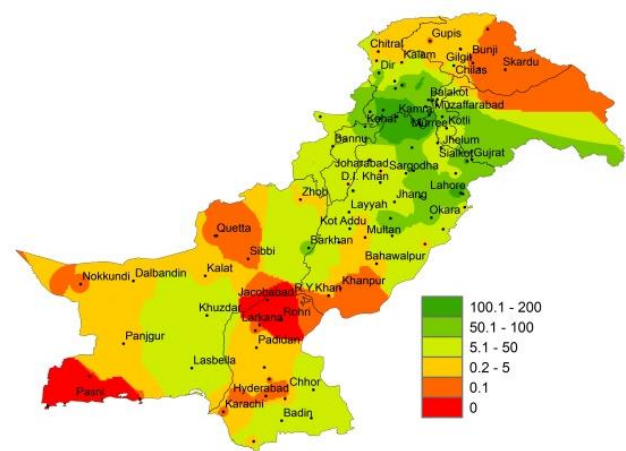 Gupis
Chitral
Kalam
Gilgit
Bunji
Dir
Chilas
Skardu
Balakot
Kamra
Muzaffarabad
Kohat
Murree
Kotli
Bannu
Jhelum
Sialkot
Gujrat
Joharabad
Sargodha
D.I. Khan
Lahore
Zhob
Layyah
Jhang
Okara
Quetta
Kot Addu
Multan
Barkhan
Sibbi
Bahawalpur
Nokkundi
Dalbandin
Kalat
Khanpur
R.Y.Khan
Jacobabad
Khuzdar
Larkana
Rohri
Panjgur
Padidan
Lasbella
Pasni
Hyderabad
Chhor
Karachi
Badin
100.1 - 200
50.1 - 100
5.1 - 50
0.2 - 5
0.1
0